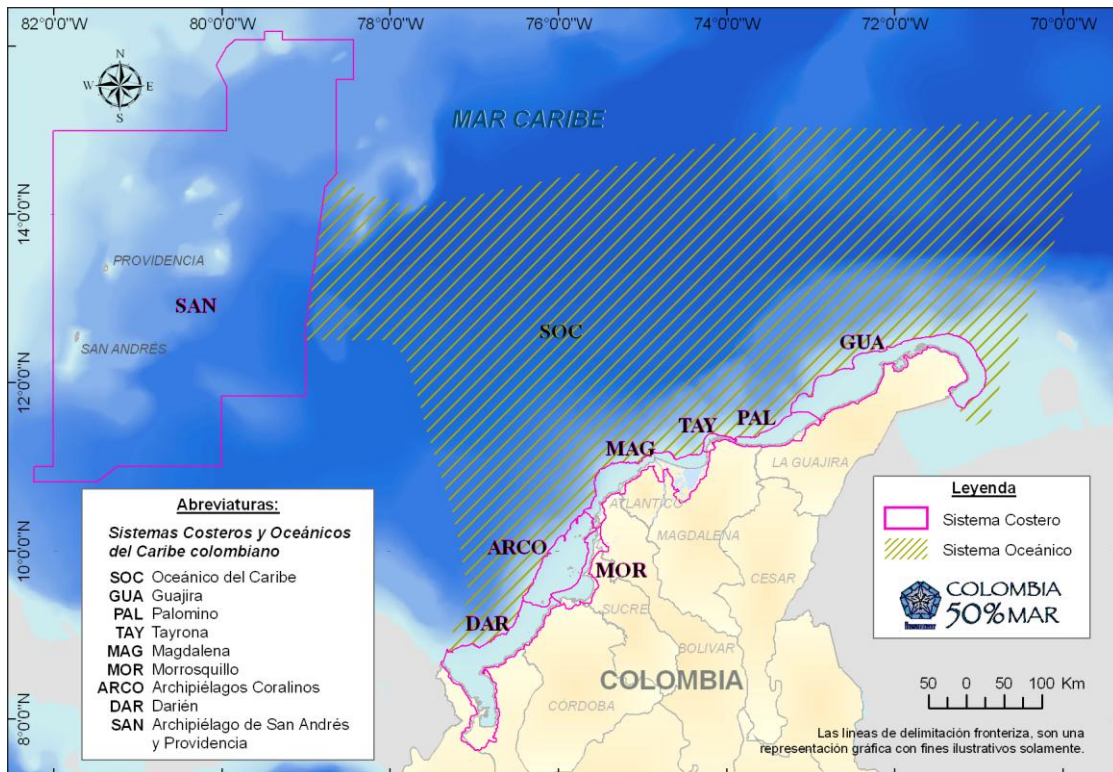 82°0'0"W 80°0'0"W 78°0'0"W 76°0'0"W 74°0'0"W 72°0'0"W 70°0'0"W
N
W E
S
MAR CARIBE
14°0'0"N
PROVIDENCIA
SAN
SAN ANDRÉS
SOC
12°0'0"N
GUA
TAY
PAL
MAG
LA GUAJIRA
ATLANTICO
MAGDALENA
10°0'0"N
ARCO
MOR
CESAR
SUCRE
DAR
BOLIVAR
COLOMBIA
CÓRDOBA
8°0'0"N
Abreviaturas:
Sistemas Costeros y Oceánicos
del Caribe colombiano
SOC Oceánico del Caribe
GUA Guajira
PAL Palomino
TAY Tayrona
MAG Magdalena
MOR Morrosquillo
ARCO Archipiélagos Coralinos
DAR Darién
SAN Archipiélago de San Andrés
y Providencia
Leyenda
Sistema Costero
Sistema Oceánico
COLOMBIA
50%MAR
50 0 50 100 Km
Las lineas de delimitación fronteriza, son una
representación gráfica con fines ilustrativos solamente.